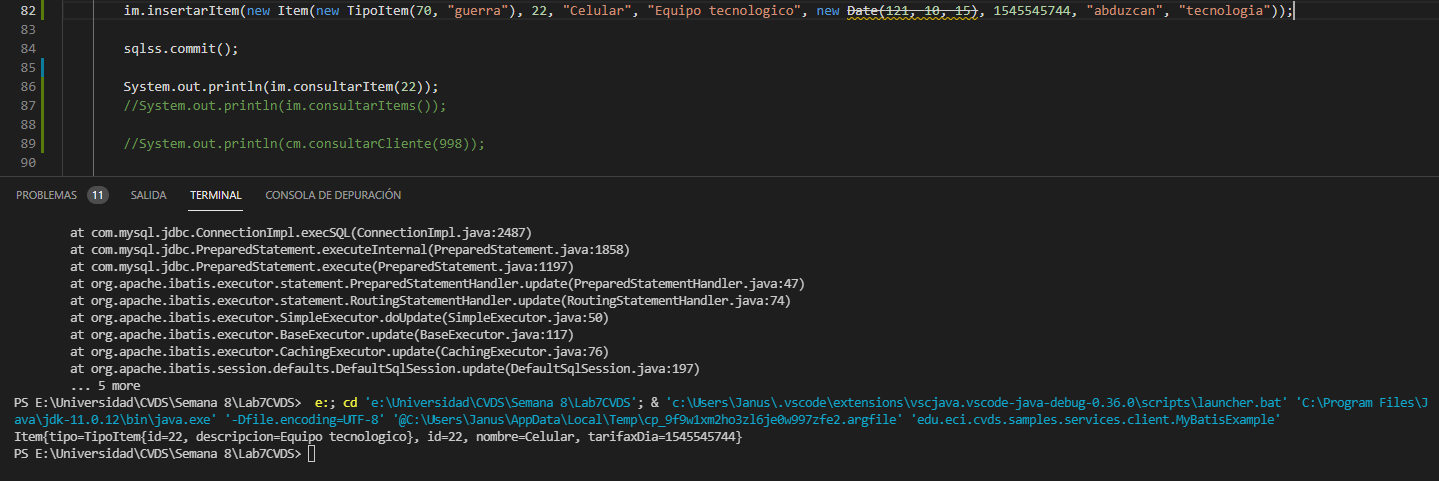 82 im.insertarItem(new Item(new TipoItem(70, "guerra"), 22, "Celular", "Equipo tecnologico", new Date(121, 10, 15), 1545545744, "abduzcan", "tecnologia"));
83
84 sqlss.commit();
85
86 System.out.println(im.consultarItem(22));
87 //System.out.println(im.consultarItems());
88
89 //System.out.println(cm.consultarCliente(998));
90
PROBLEMAS 11 SALIDA TERMINAL CONSOLA DE DEPURACIÓN
at com.mysql.jdbc.ConnectionImpl.execSQL(ConnectionImpl.java:2487)
at com.mysql.jdbc.PreparedStatement.executeInternal(PreparedStatement.java:1858)
at com.mysql.jdbc.PreparedStatement.execute(PreparedStatement.java:1197)
at org.apache.ibatis.executor.statement.PreparedStatementHandler.update(PreparedStatementHandler.java:47)
at org.apache.ibatis.executor.statement.RoutingStatementHandler.update(RoutingStatementHandler.java:74)
at org.apache.ibatis.executor.SimpleExecutor.doUpdate(SimpleExecutor.java:50)
at org.apache.ibatis.executor.BaseExecutor.update(BaseExecutor.java:117)
at org.apache.ibatis.executor.CachingExecutor.update(CachingExecutor.java:76)
at org.apache.ibatis.session.defaults.DefaultSqlSession.update(DefaultSqlSession.java:197)
... 5 more
PS E:\Universidad\CVDS\Semana 8\Lab7CVDS> e:; cd 'e:\Universidad\CVDS\Semana 8\Lab7CVDS'; & 'c:\Users\Janus\.vscode\extensions\vscjava.vscode-java-debug-0.36.0\scripts\launcher.bat' 'C:\Program Files\J
ava\jdk-11.0.12\bin\java.exe' '-Dfile.encoding=UTF-8' '@C:\Users\Janus\AppData\Local\Temp\cp_9f9w1xm2ho3zl6je0w997zfe2.argfile' 'edu.eci.cvds.samples.services.client.MyBatisExample'
Item{tipo=TipoItem{id=22, descripcion=Equipo tecnologico}, id=22, nombre=Celular, tarifaxDia=1545545744}
PS E:\Universidad\CVDS\Semana 8\Lab7CVDS>